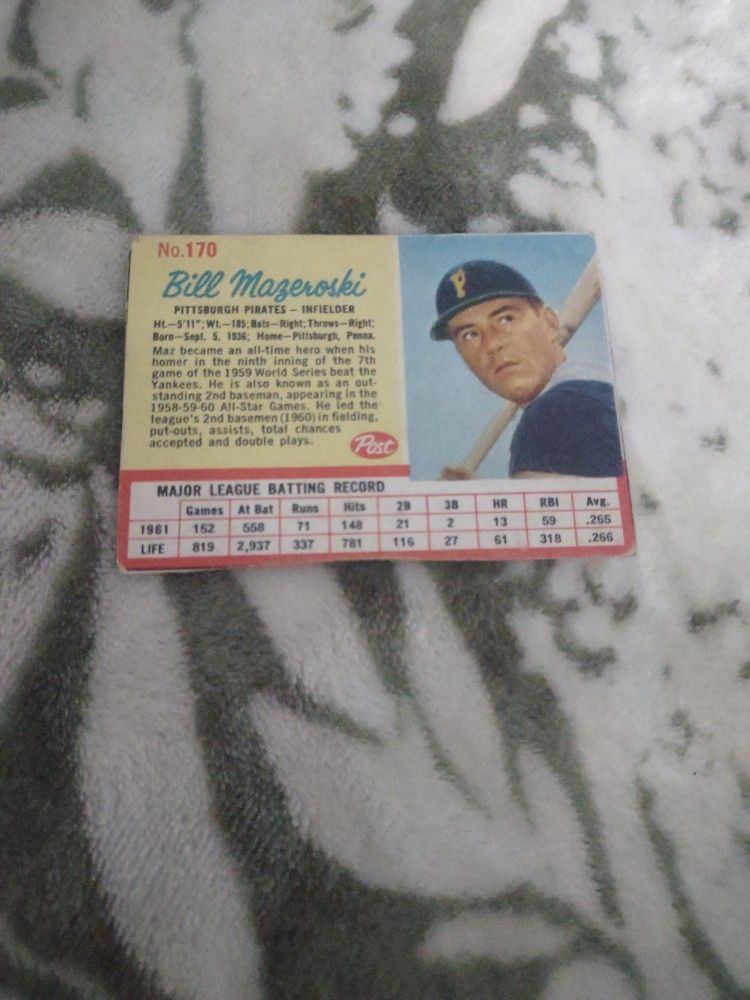 No.170
Bill Mazeroski
PITTSBURGH PIRATES — INFIELDER
Ht.—5'11"; Wt.—185; Bats—Right; Throws—Right;
Born—Sept. 5, 1936; Home—Pittsburgh, Penna.
Maz became an all-time hero when his
homer in the ninth inning of the 7th
game of the 1959 World Series beat the
Yankees. He is also known as an out-
standing 2nd baseman, appearing in the
1958-59-60 All-Star Games. He led the
league's 2nd basemen (1960) in fielding,
put-outs, assists, total chances
accepted and double plays.
Post
P
MAJOR LEAGUE BATTING RECORD
Games At Bat Runs Hits 2B 3B HR RBI Avg.
1961 152 558 71 148 21 2 13 59 .265
LIFE 819 2,937 337 781 116 27 61 318 .266